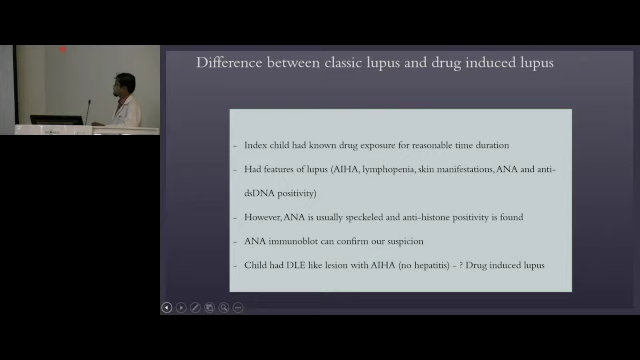 Difference between classic lupus and drug induced lupus
- Index child had known drug exposure for reasonable time duration
- Had features of lupus (AIHA, lymphopenia, skin manifestations, ANA and anti-
dsDNA positivity)
- However, ANA is usually speckeled and anti-histone positivity is found
- ANA immunoblot can confirm our suspicion
- Child had DLE like lesion with AIHA (no hepatitis) - ? Drug induced lupus